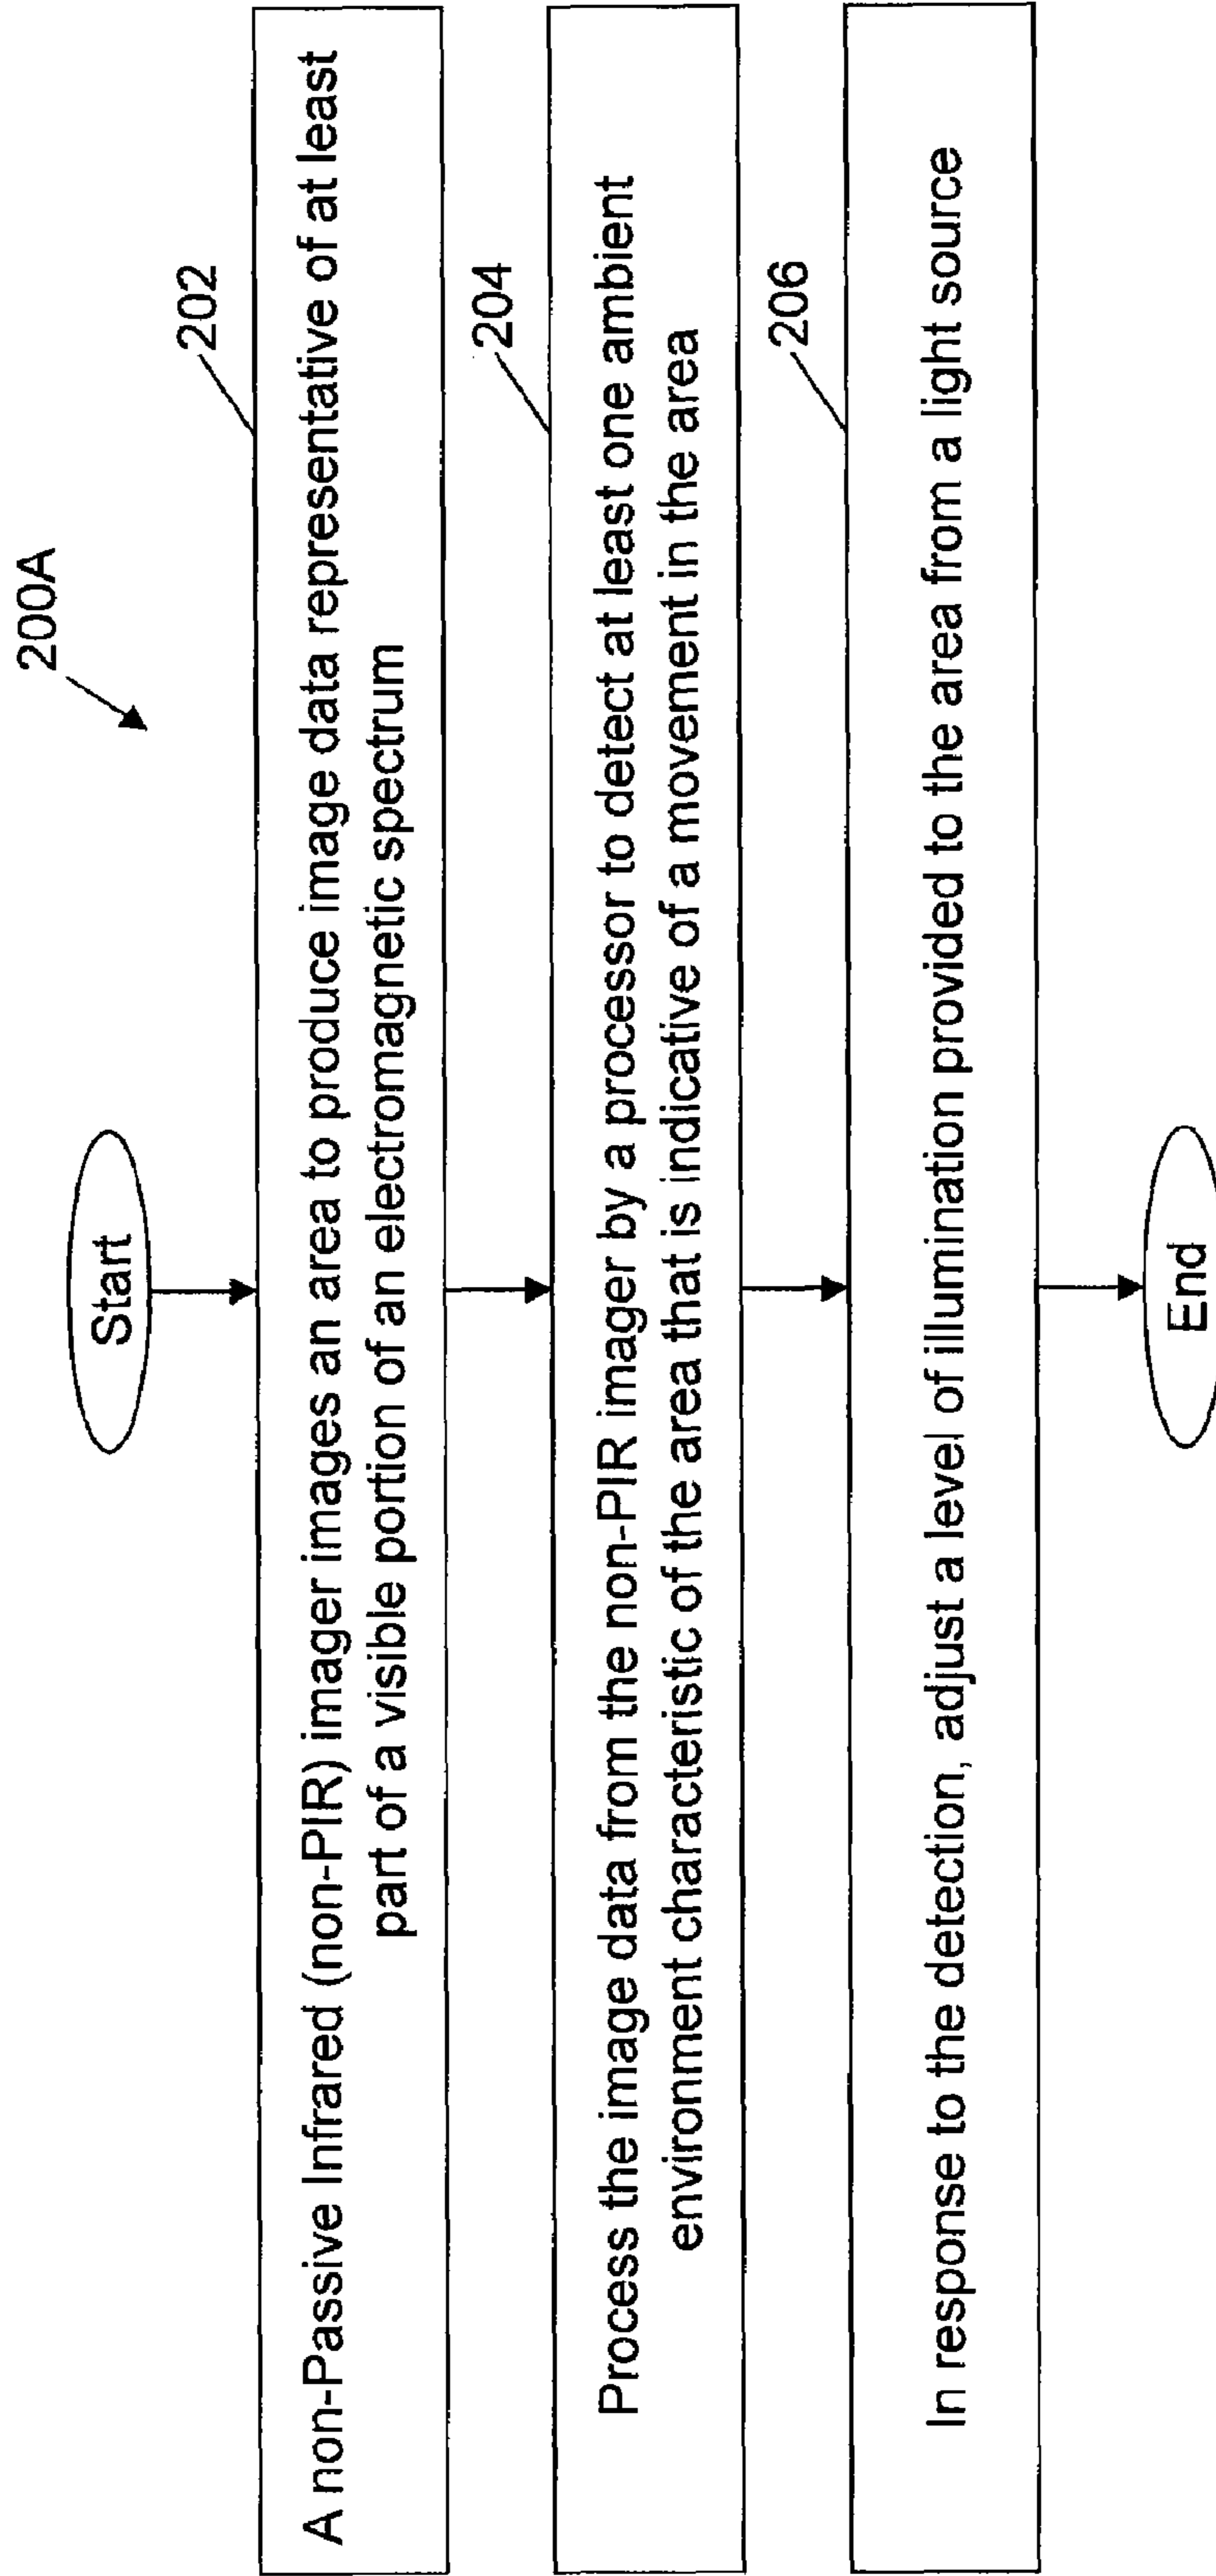 200A
Start
202
A non-Passive Infrared (non-PIR) imager images an area to produce image data representative of at least
part of a visible portion of an electromagnetic spectrum
204
Process the image data from the non-PIR imager by a processor to detect at least one ambient
environment characteristic of the area that is indicative of a movement in the area
206
In response to the detection, adjust a level of illumination provided to the area from a light source
End